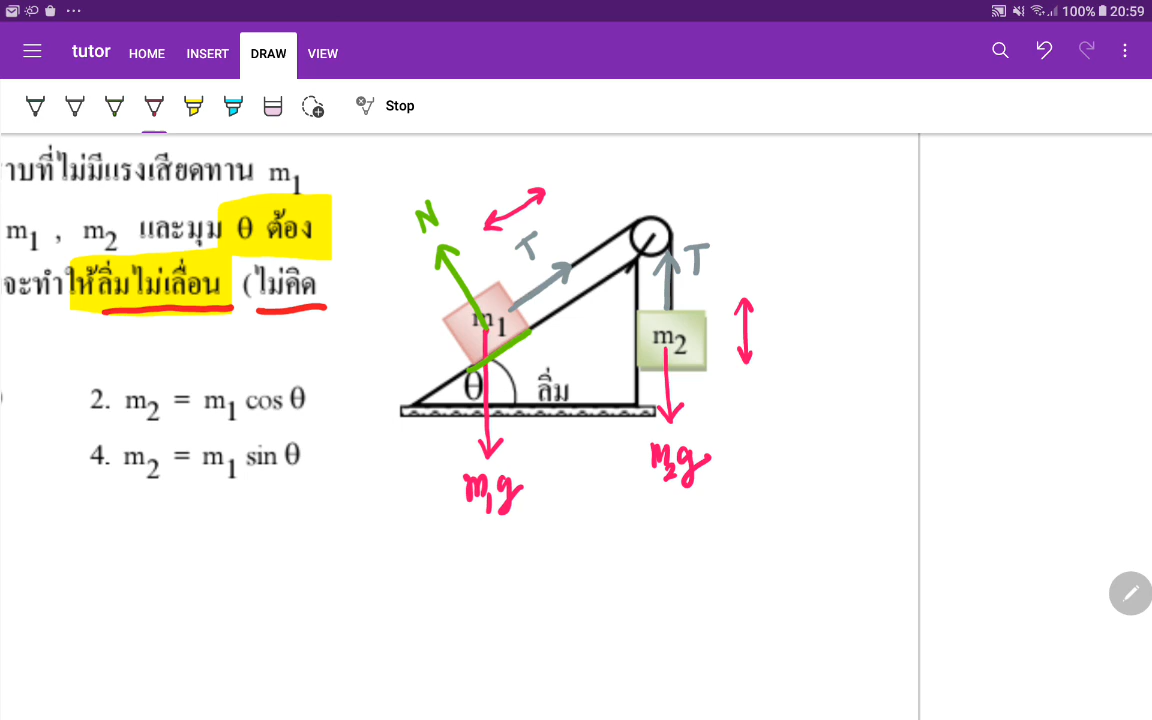 100% 20:59
tutor HOME INSERT DRAW VIEW
Stop
าบที่ไม่มีแรงเสียดทาน m1
m1 , m2 และมุม θ ต้อง
จะทำให้ลิ่มไม่เลื่อน (ไม่คิด
2. m2 = m1 cos θ
4. m2 = m1 sin θ
N
T
T
m1
m2
θ ลิ่ม
m2g
m1g